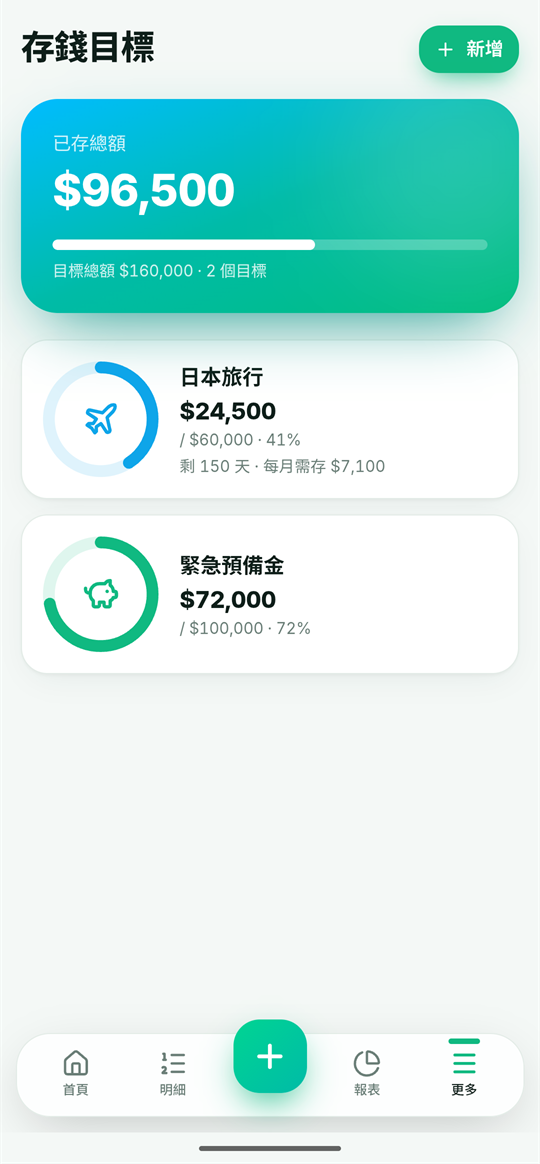 存錢目標
新增
已存總額
$96,500
目標總額 $160,000 · 2 個目標
日本旅行
$24,500
/ $60,000 · 41%
剩 150 天 · 每月需存 $7,100
緊急預備金
$72,000
/ $100,000 · 72%
首頁
明細
報表
更多